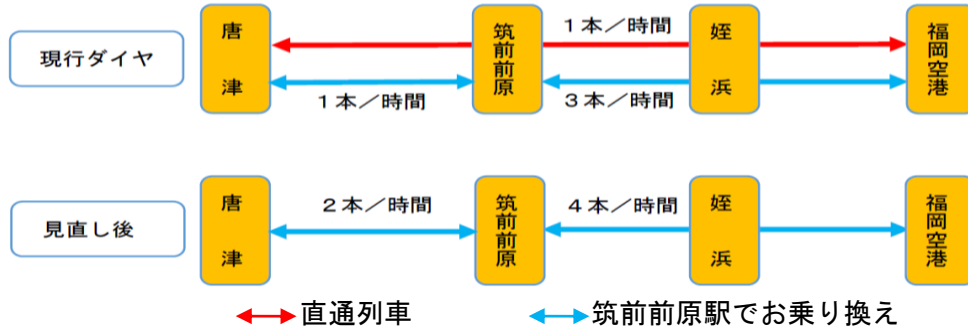 現行ダイヤ
唐津
筑前前原
姪浜
福岡空港
1本/時間
1本/時間
3本/時間
見直し後
唐津
筑前前原
姪浜
福岡空港
2本/時間
4本/時間
直通列車
筑前前原駅でお乗り換え